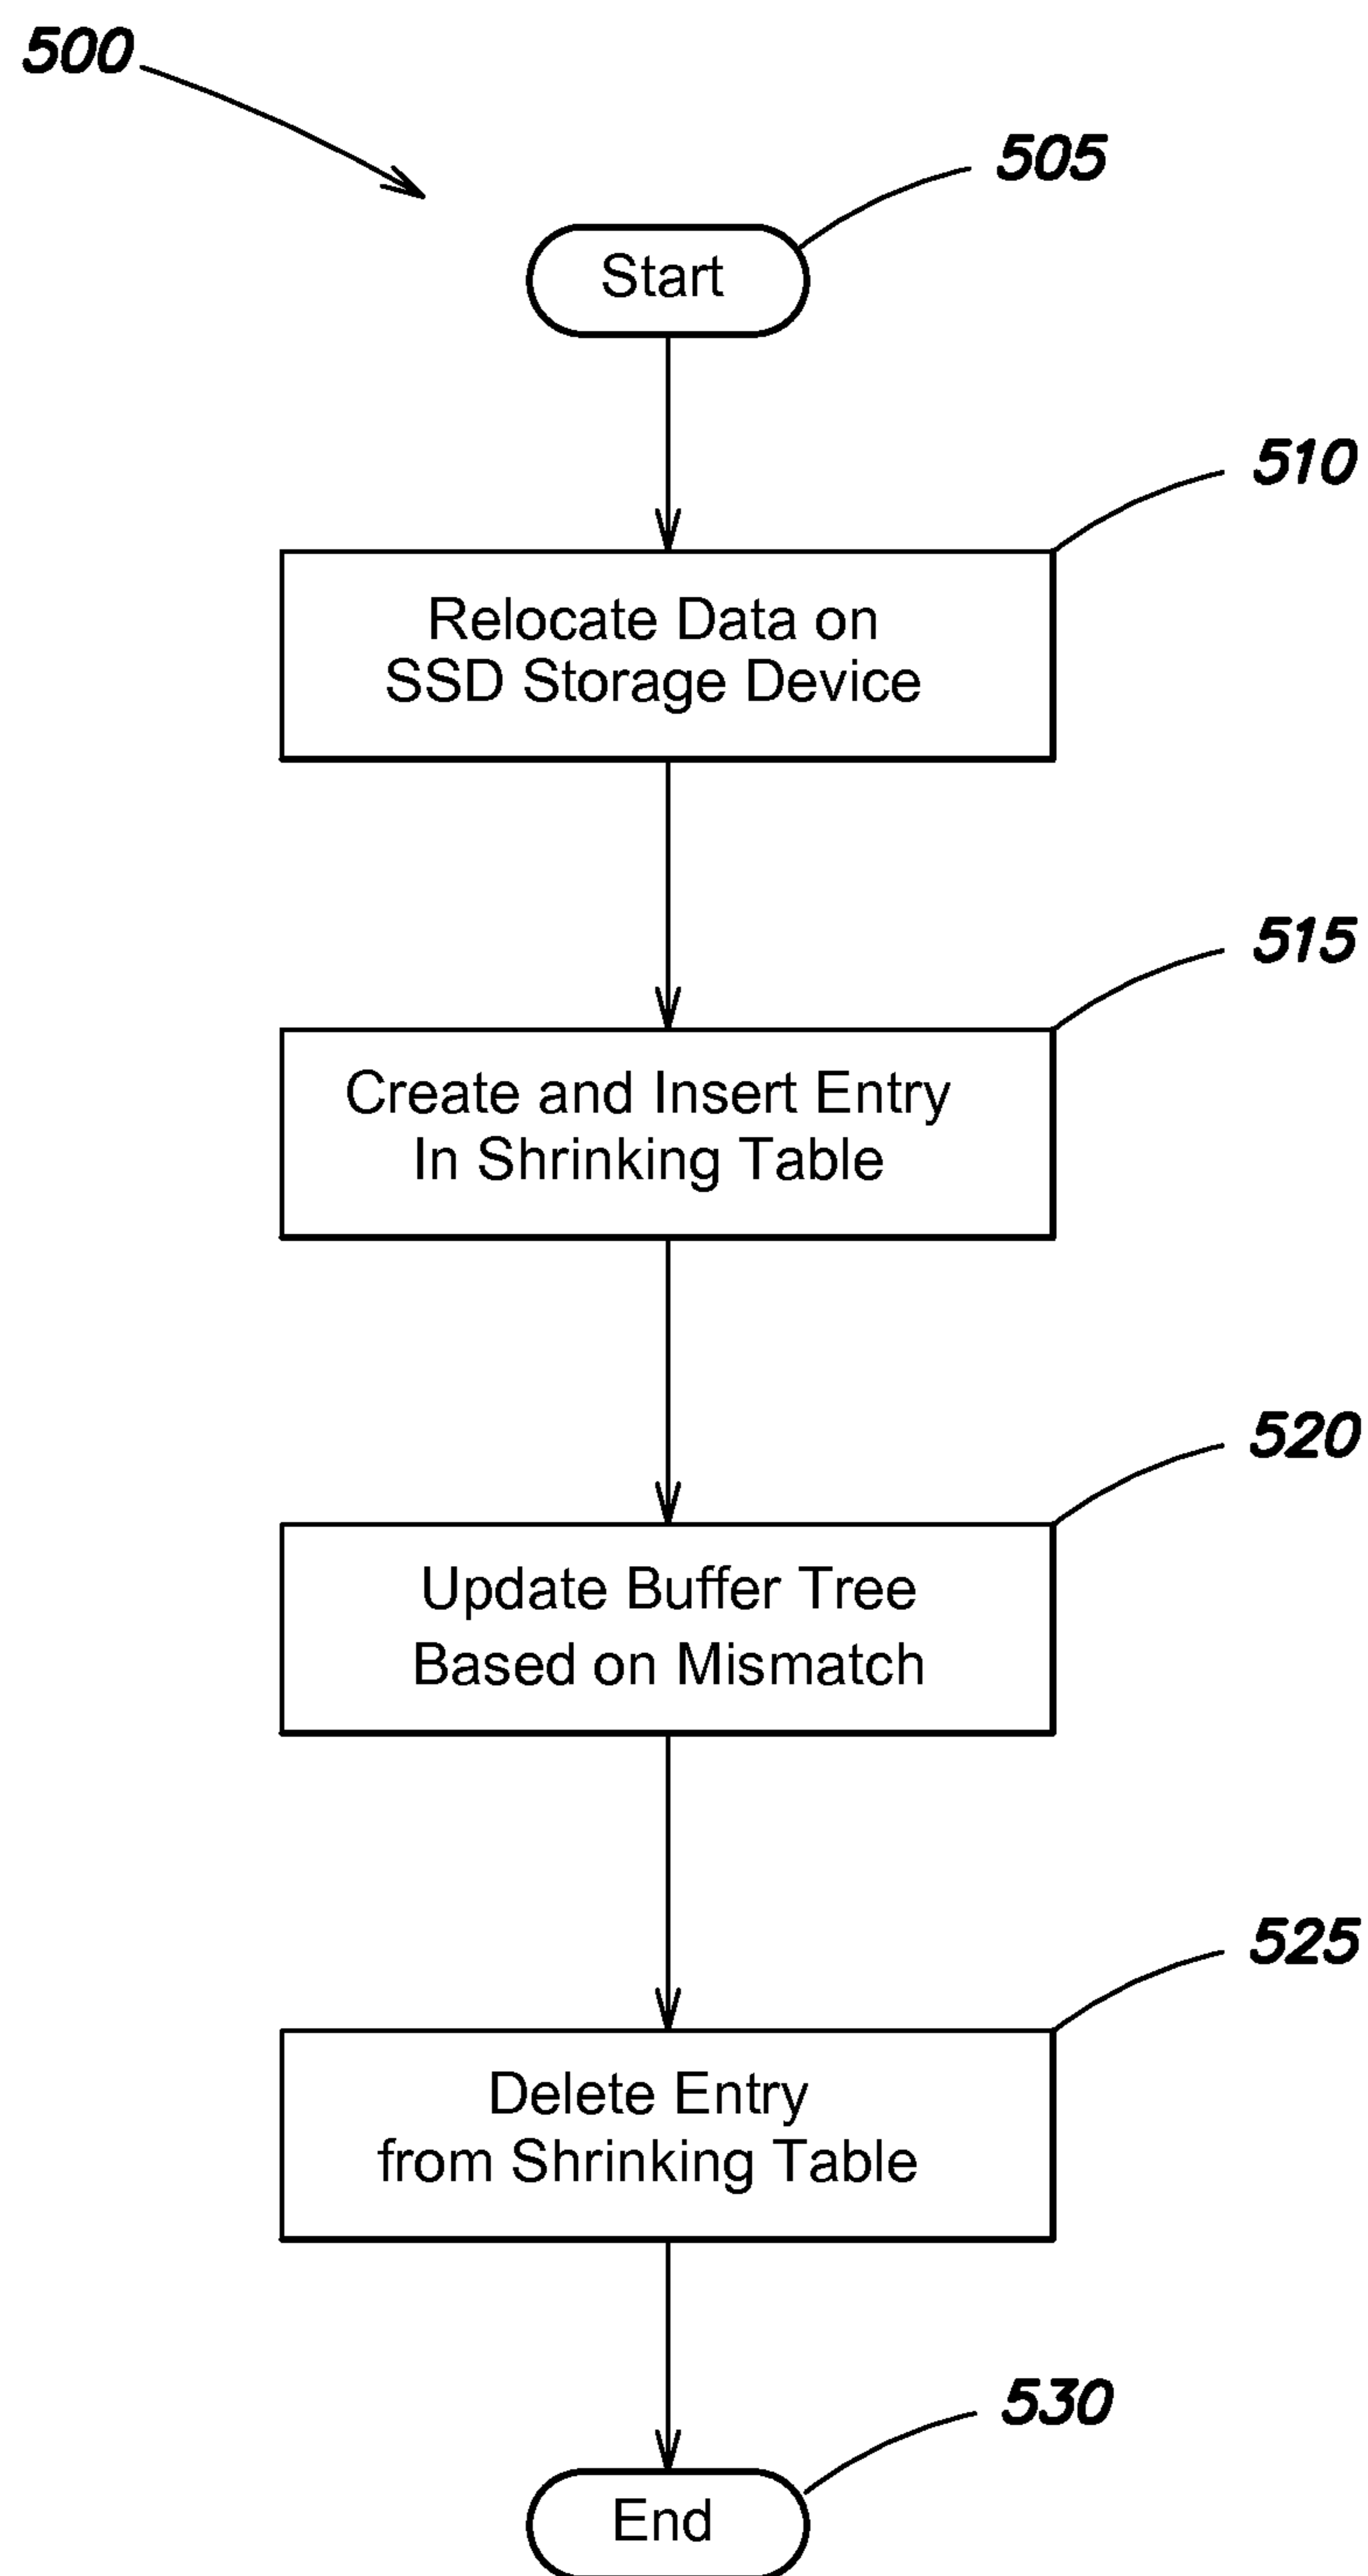 500
505
Start
510
Relocate Data on
SSD Storage Device
515
Create and Insert Entry
In Shrinking Table
520
Update Buffer Tree
Based on Mismatch
525
Delete Entry
from Shrinking Table
530
End